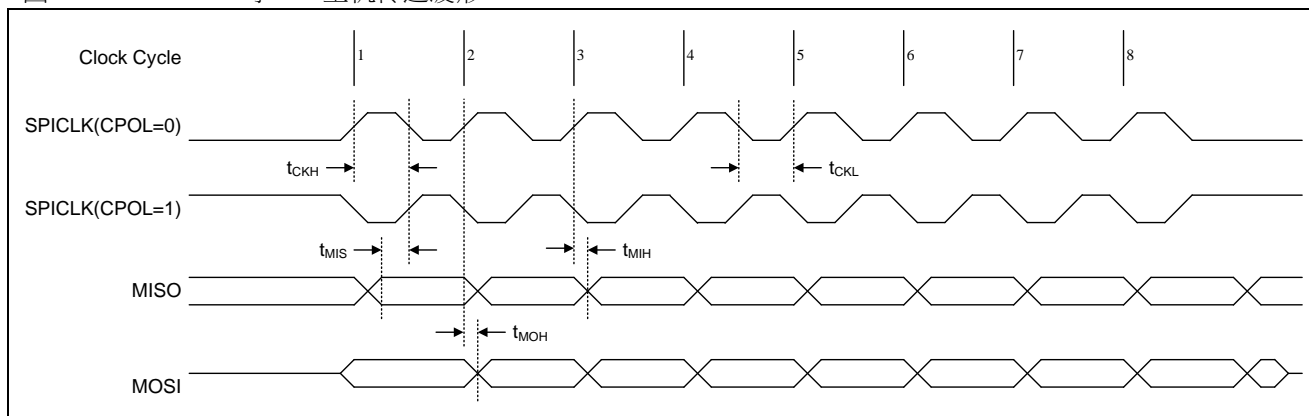 Clock Cycle
1 2 3 4 5 6 7 8
SPICLK(CPOL=0)
tCKH
tCKL
SPICLK(CPOL=1)
tMIS
tMIH
MISO
tMOH
MOSI